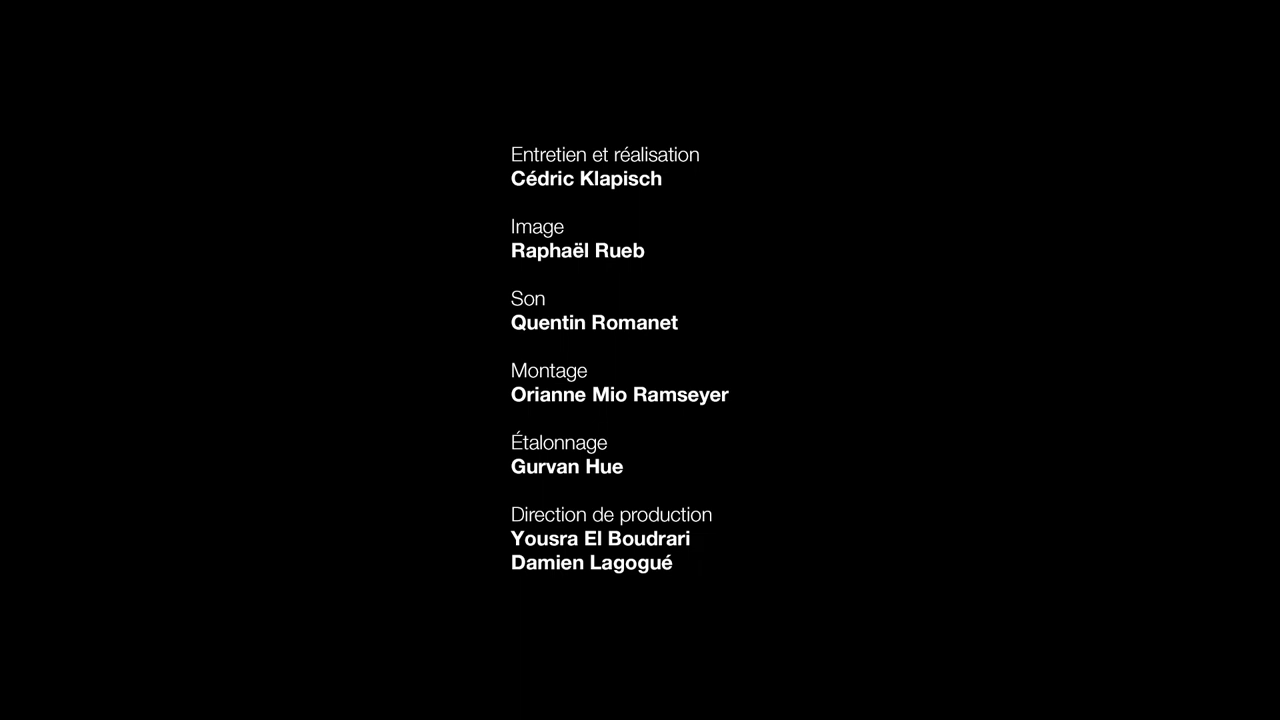 Entretien et réalisation
Cédric Klapisch
Image
Raphaël Rueb
Son
Quentin Romanet
Montage
Orianne Mio Ramseyer
Étalonnage
Gurvan Hue
Direction de production
Yousra El Boudrari
Damien Lagogué